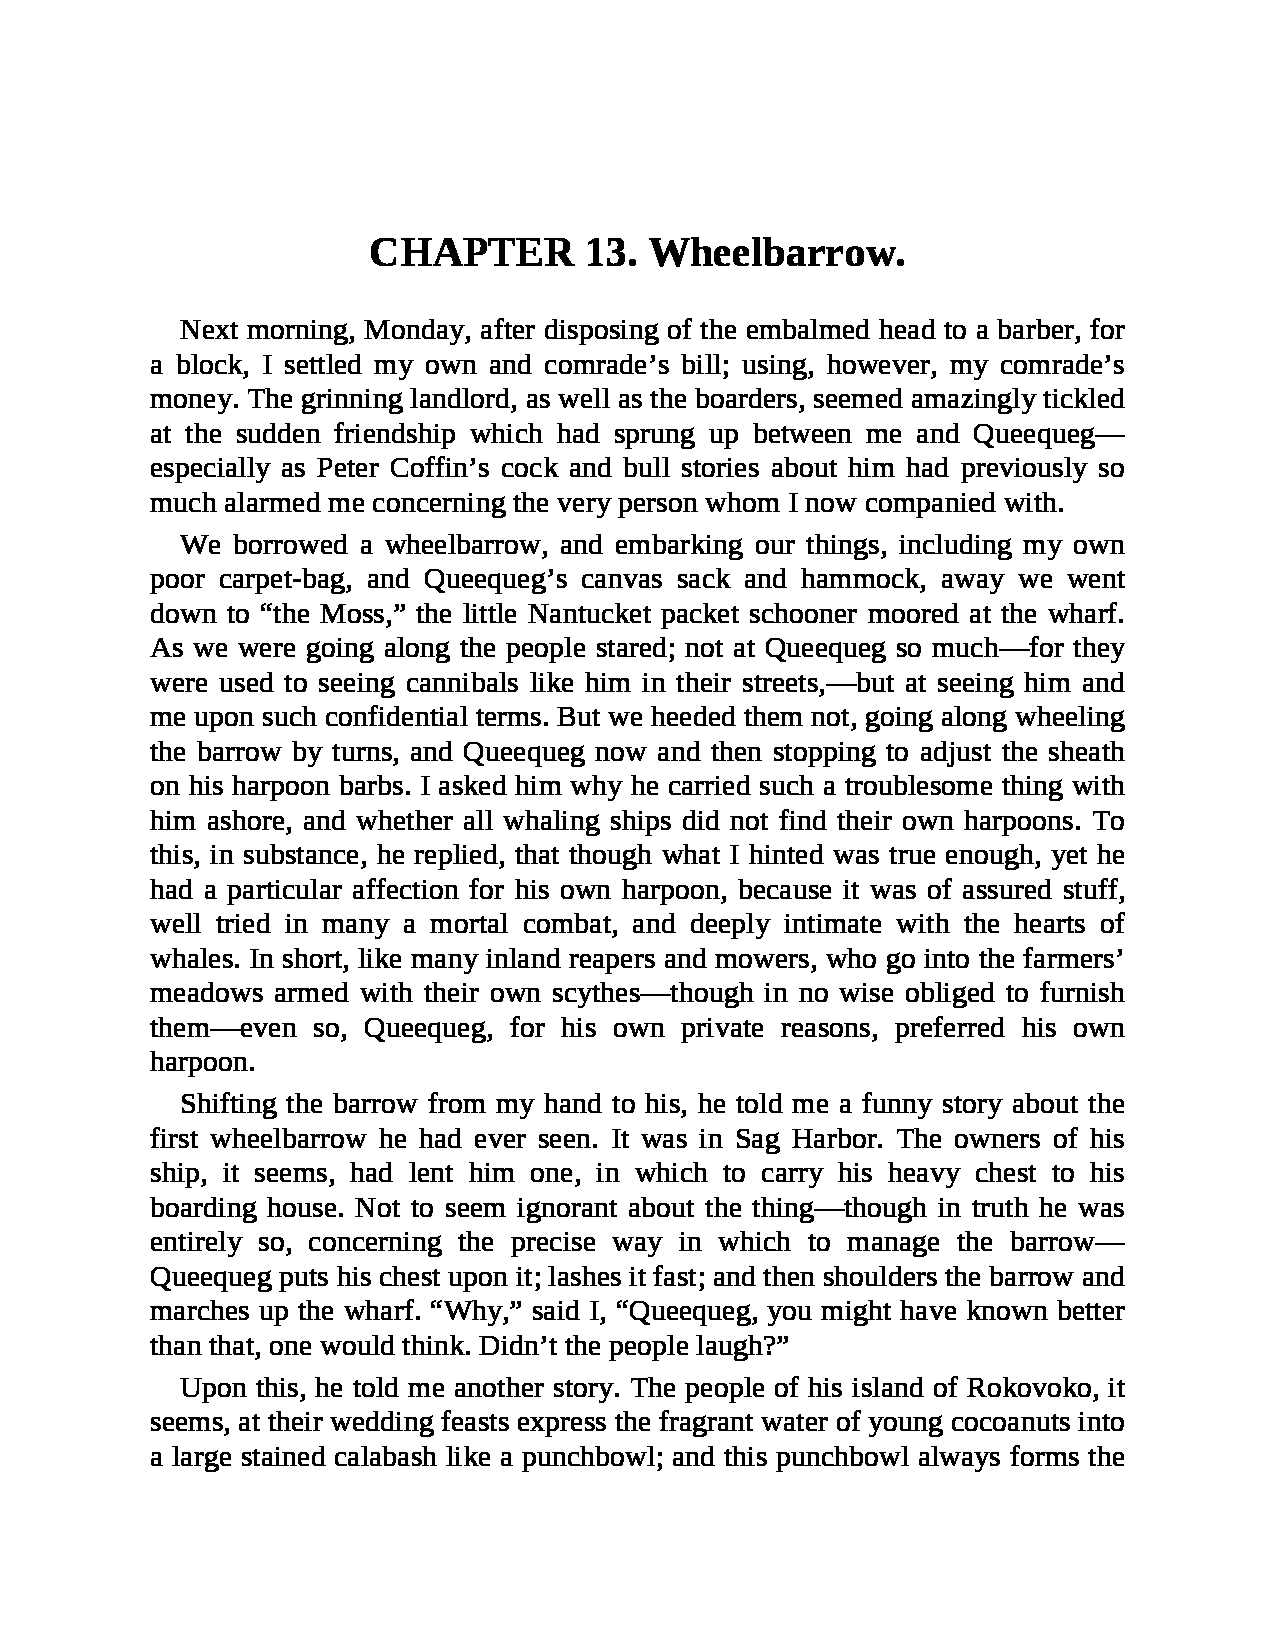 CHAPTER 13. Wheelbarrow.
Next morning, Monday, after disposing of the embalmed head to a barber, for
a block, I settled my own and comrade’s bill; using, however, my comrade’s
money. The grinning landlord, as well as the boarders, seemed amazingly tickled
at the sudden friendship which had sprung up between me and Queequeg—
especially as Peter Coffin’s cock and bull stories about him had previously so
much alarmed me concerning the very person whom I now companied with.
We borrowed a wheelbarrow, and embarking our things, including my own
poor carpet-bag, and Queequeg’s canvas sack and hammock, away we went
down to “the Moss,” the little Nantucket packet schooner moored at the wharf.
As we were going along the people stared; not at Queequeg so much—for they
were used to seeing cannibals like him in their streets,—but at seeing him and
me upon such confidential terms. But we heeded them not, going along wheeling
the barrow by turns, and Queequeg now and then stopping to adjust the sheath
on his harpoon barbs. I asked him why he carried such a troublesome thing with
him ashore, and whether all whaling ships did not find their own harpoons. To
this, in substance, he replied, that though what I hinted was true enough, yet he
had a particular affection for his own harpoon, because it was of assured stuff,
well tried in many a mortal combat, and deeply intimate with the hearts of
whales. In short, like many inland reapers and mowers, who go into the farmers’
meadows armed with their own scythes—though in no wise obliged to furnish
them—even so, Queequeg, for his own private reasons, preferred his own
harpoon.
Shifting the barrow from my hand to his, he told me a funny story about the
first wheelbarrow he had ever seen. It was in Sag Harbor. The owners of his
ship, it seems, had lent him one, in which to carry his heavy chest to his
boarding house. Not to seem ignorant about the thing—though in truth he was
entirely so, concerning the precise way in which to manage the barrow—
Queequeg puts his chest upon it; lashes it fast; and then shoulders the barrow and
marches up the wharf. “Why,” said I, “Queequeg, you might have known better
than that, one would think. Didn’t the people laugh?”
Upon this, he told me another story. The people of his island of Rokovoko, it
seems, at their wedding feasts express the fragrant water of young cocoanuts into
a large stained calabash like a punchbowl; and this punchbowl always forms the